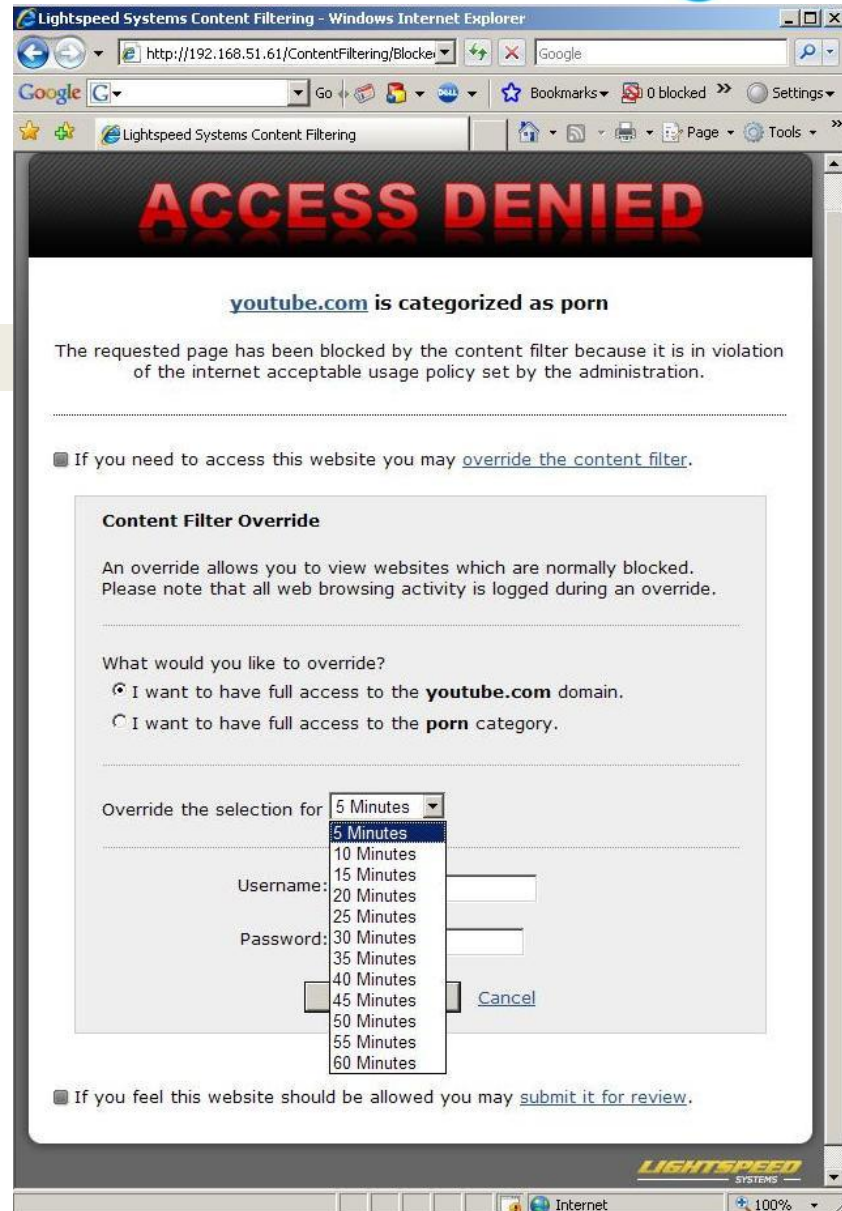 Lightspeed Systems Content Filtering - Windows Internet Explorer
http://192.168.51.61/ContentFiltering/Blocke
Google
Google G Go Bookmarks 0 blocked » Settings
Lightspeed Systems Content Filtering Page Tools »
ACCESS DENIED
youtube.com is categorized as porn
The requested page has been blocked by the content filter because it is in violation
of the internet acceptable usage policy set by the administration.
If you need to access this website you may override the content filter.
Content Filter Override
An override allows you to view websites which are normally blocked.
Please note that all web browsing activity is logged during an override.
What would you like to override?
I want to have full access to the youtube.com domain.
I want to have full access to the porn category.
Override the selection for 5 Minutes
5 Minutes
10 Minutes
15 Minutes
Username:
20 Minutes
25 Minutes
Password:
30 Minutes
35 Minutes
40 Minutes
45 Minutes
Cancel
50 Minutes
55 Minutes
60 Minutes
If you feel this website should be allowed you may submit it for review.
LIGHTSPEED
SYSTEMS
Internet 100%